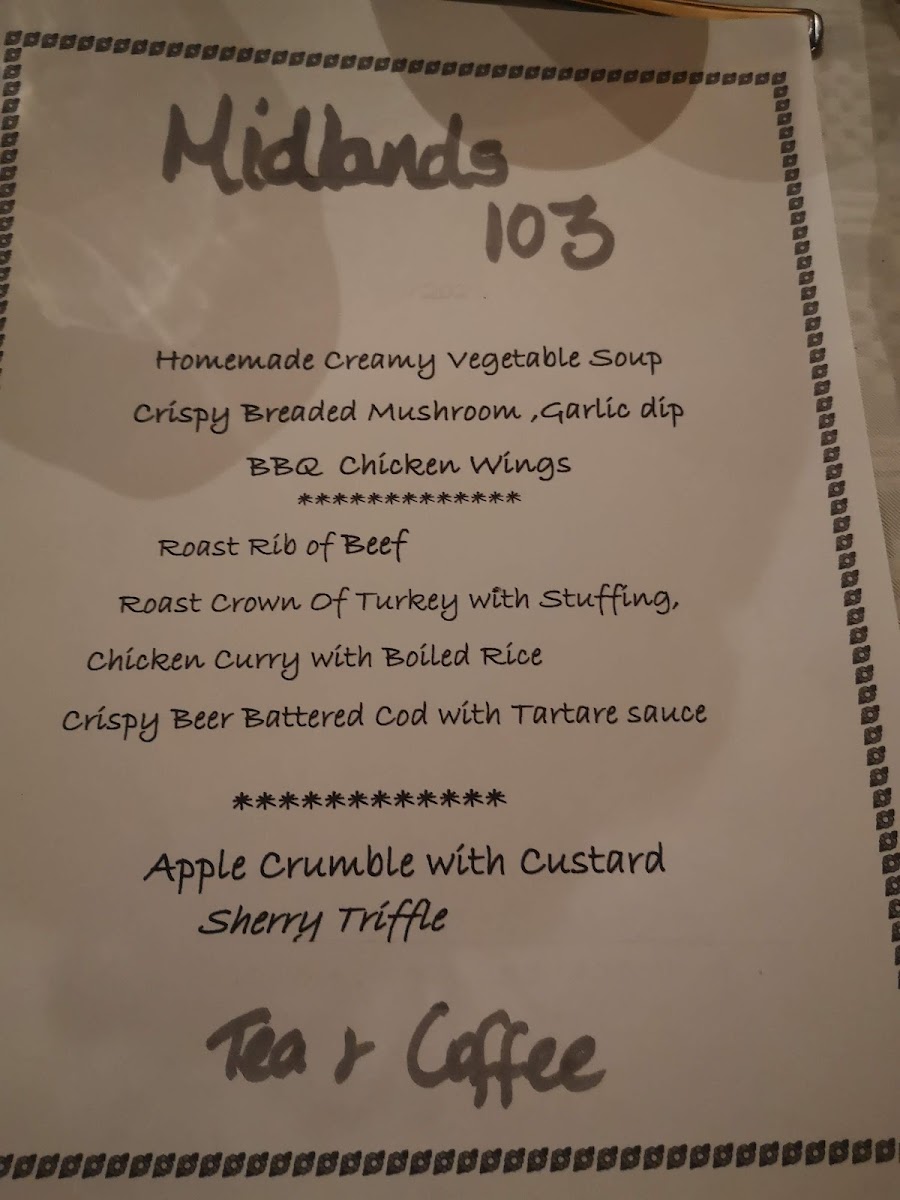 Midlands
103
Homemade Creamy Vegetable Soup
Crispy Breaded Mushroom ,Garlic dip
BBQ Chicken Wings
*************
Roast Rib of Beef
Roast Crown Of Turkey with Stuffing,
Chicken Curry with Boiled Rice
Crispy Beer Battered Cod with Tartare sauce
************
Apple Crumble with Custard
Sherry Triffle
Tea & Coffee